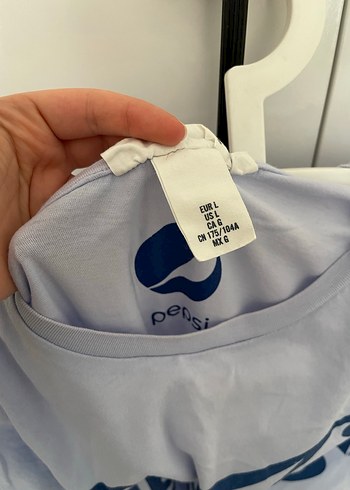 EUR L
US L
CA G
CN 175/104A
MX G
pepsi